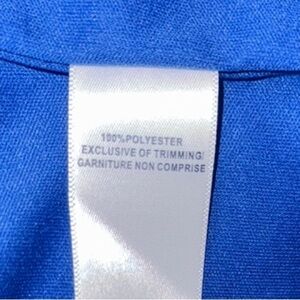 100%POLYESTER
EXCLUSIVE OF TRIMMING/
GARNITURE NON COMPRISE